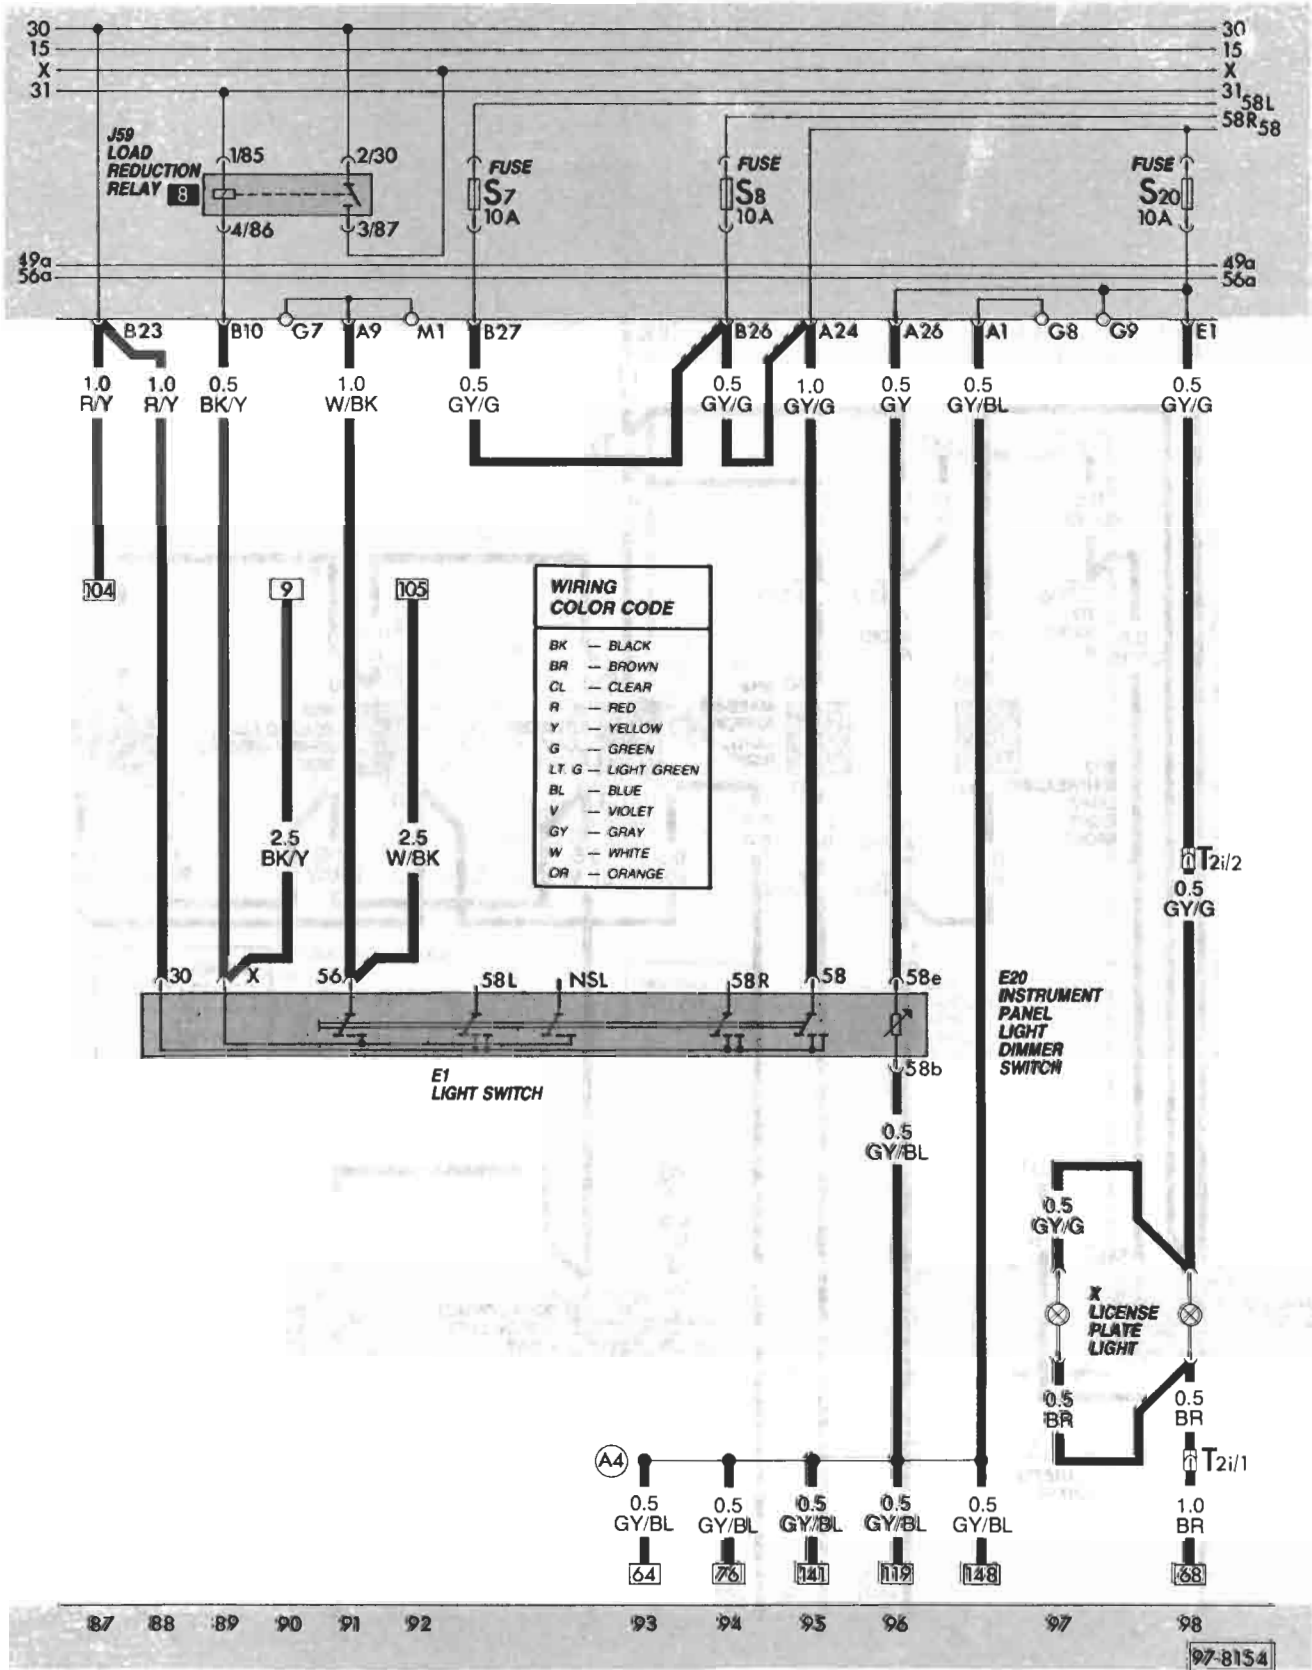 30 30
15 15
X X
31 31
58L
58R 58
J59
LOAD
REDUCTION
RELAY 8
1/85 2/30
4/86 3/87
FUSE
S7
10A
FUSE
S8
10A
FUSE
S20
10A
49a 49a
56a 56a
B23 B10 G7 A9 M1 B27 B26 A24 A26 A1 G8 G9 E1
1.0 1.0 0.5 1.0 0.5 0.5 1.0 0.5 0.5 0.5
R/Y R/Y BK/Y W/BK GY/G GY/G GY/G GY GY/BL GY/G
104 9 105
WIRING
COLOR CODE
BK — BLACK
BR — BROWN
CL — CLEAR
R — RED
Y — YELLOW
G — GREEN
LT. G — LIGHT GREEN
BL — BLUE
V — VIOLET
GY — GRAY
W — WHITE
OR — ORANGE
2.5 2.5
BK/Y W/BK
T2i/2
0.5
GY/G
30 X 56 58L NSL 58R 58 58e
E20
INSTRUMENT
PANEL
LIGHT
DIMMER
SWITCH
58b
E1
LIGHT SWITCH
0.5
GY/BL
0.5
GY/G
X
LICENSE
PLATE
LIGHT
0.5 0.5
BR BR
A4
T2i/1
0.5 0.5 0.5 0.5 0.5 1.0
GY/BL GY/BL GY/BL GY/BL GY/BL BR
64 76 141 119 148 68
87 88 89 90 91 92 93 94 95 96 97 98
97-8154